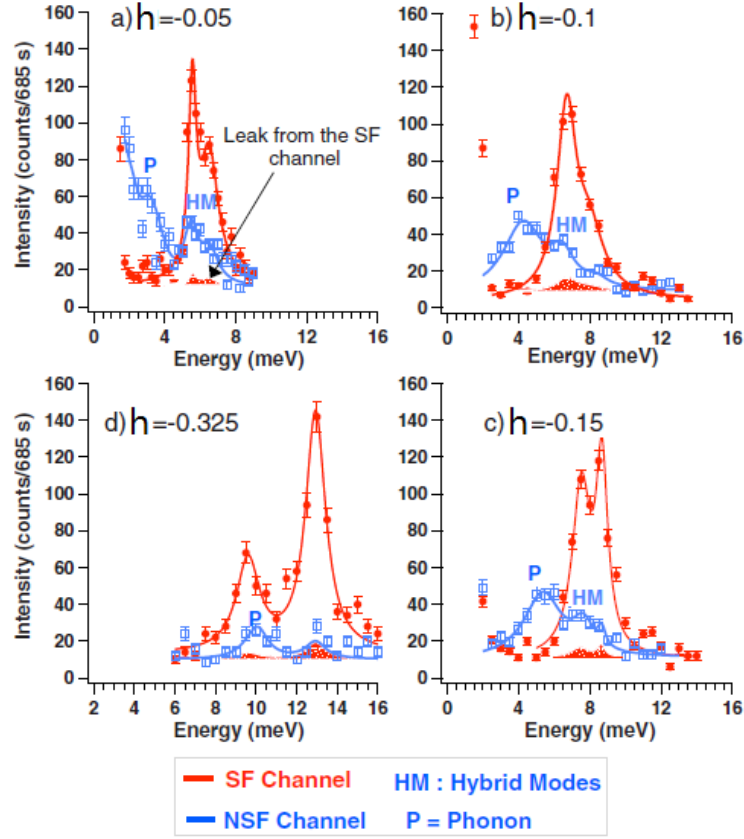 a) h=-0.05
b) h=-0.1
Intensity (counts/685 s)
160
140
120
100
80
60
40
20
0
P
HM
Leak from the SF
channel
0 4 8 12 16
Energy (meV)
160
140
120
100
80
60
40
20
0
P
HM
0 4 8 12 16
Energy (meV)
d) h=-0.325
c) h=-0.15
Intensity (counts/685 s)
160
140
120
100
80
60
40
20
0
P
2 4 6 8 10 12 14 16
Energy (meV)
160
140
120
100
80
60
40
20
0
P
HM
0 4 8 12 16
Energy (meV)
SF Channel HM : Hybrid Modes
NSF Channel P = Phonon